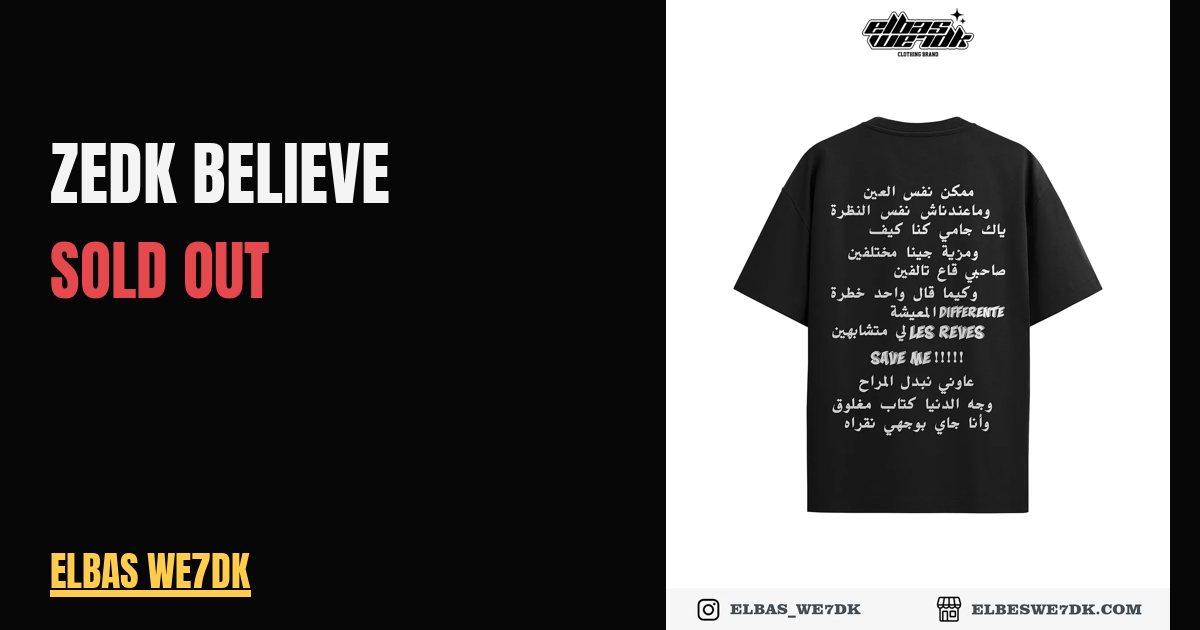 ZEDK BELIEVE
SOLD OUT
ELBAS WE7DK
elbas
we7dk
CLOTHING BRAND
ممكن نفس العين
وماعندناش نفس النظرة
ياك جامي كنا كيف
ومزية جينا مختلفين
صاحبي قاع تالفين
وكيما قال واحد خطرة
المعيشة DIFFERENTE
لي متشابهين LES REVES
SAVE ME!!!!!
عاوني نبدل المراح
وجه الدنيا كتاب مغلوق
وأنا جاي بوجهي نقراه
ELBAS_WE7DK
ELBESWE7DK.COM